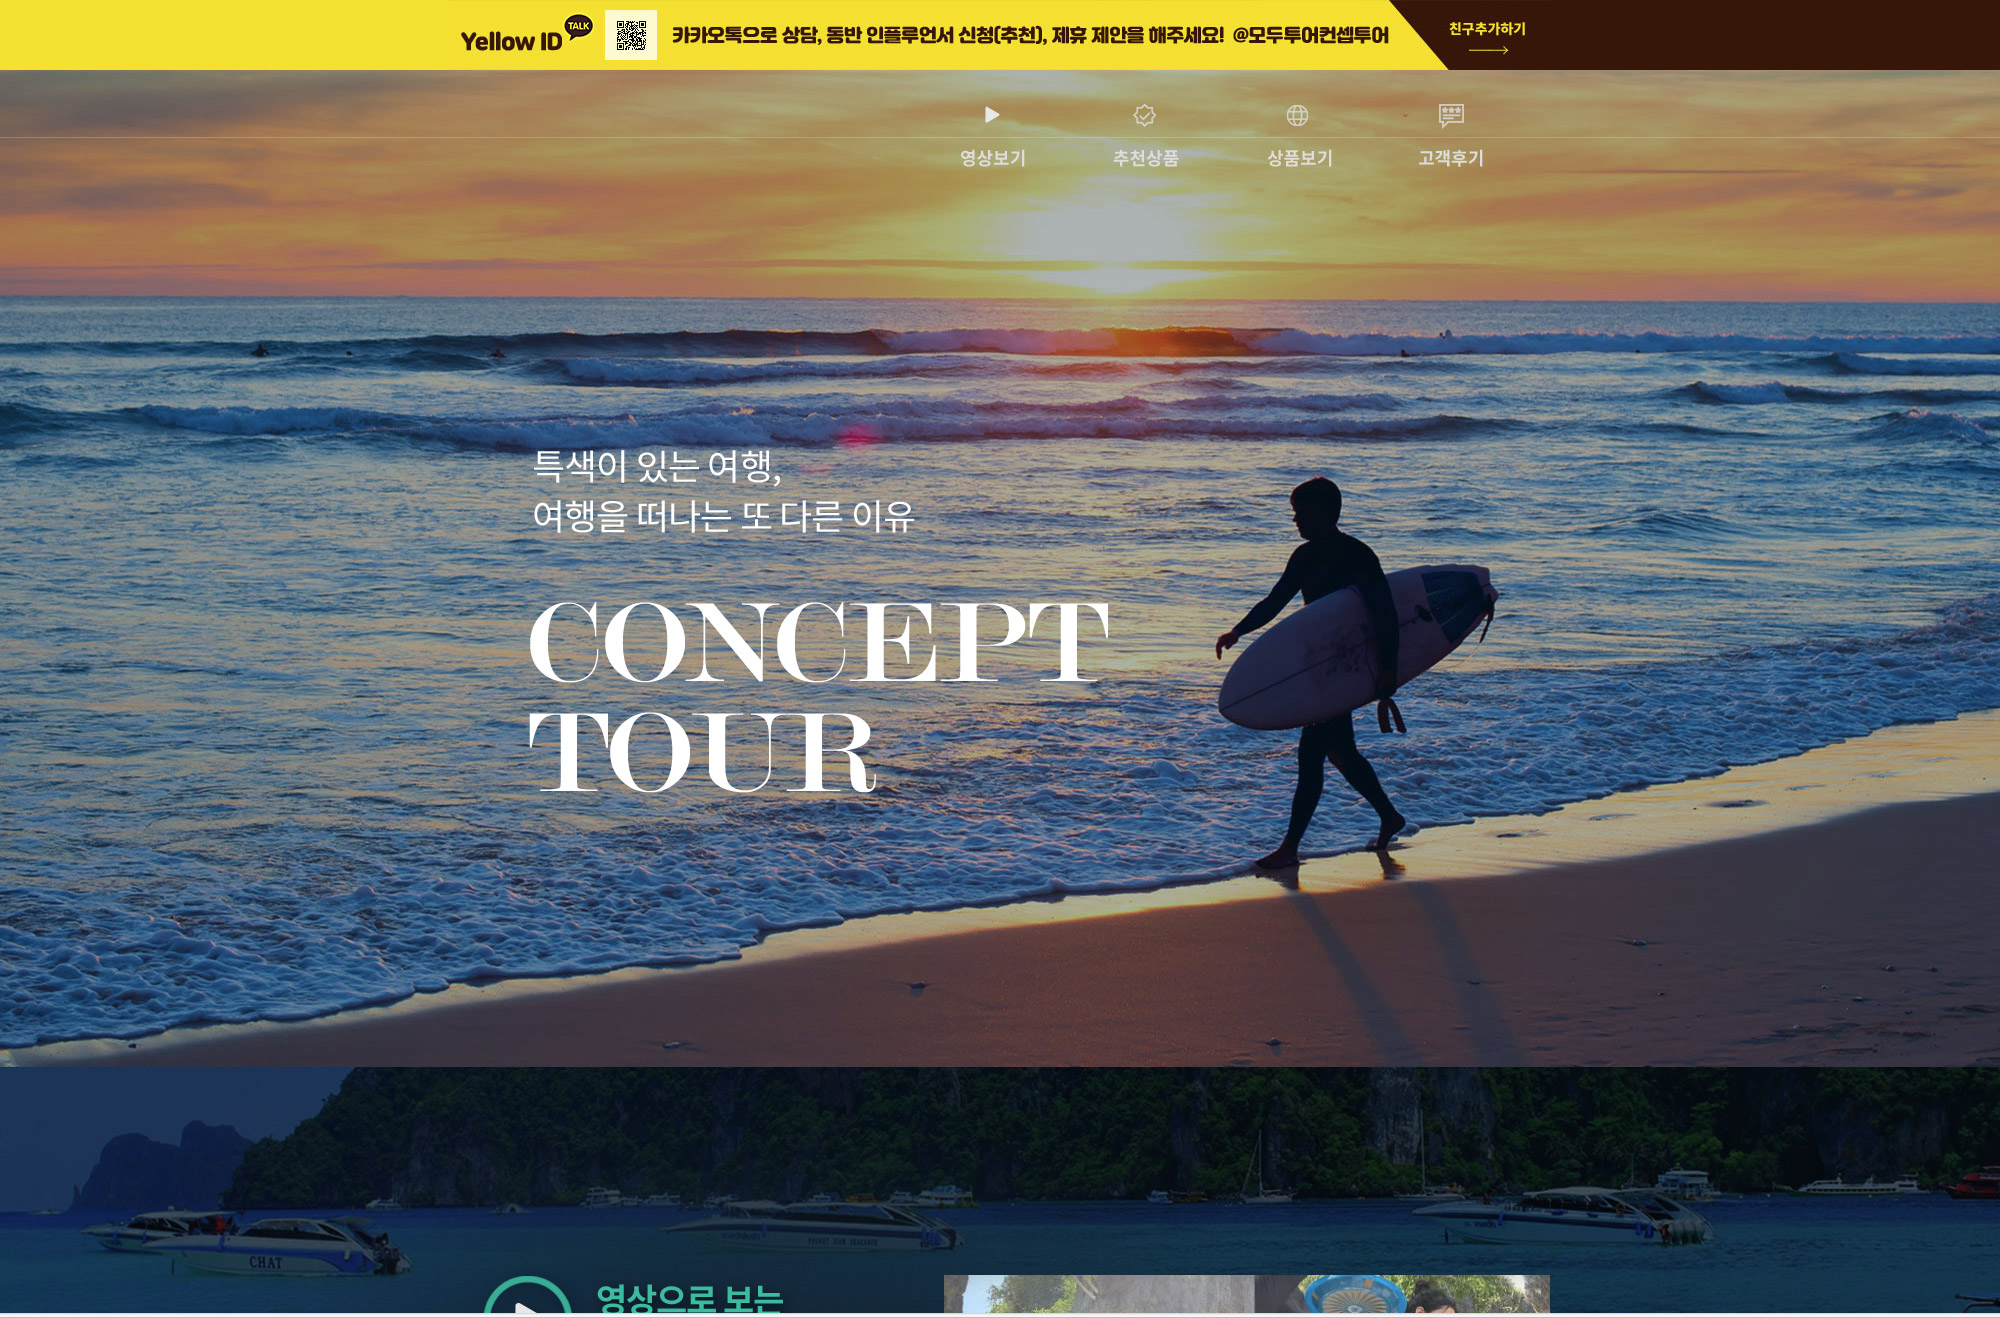 Yellow ID TALK 카카오톡으로 상담, 동반 인플루언서 신청(추천), 제휴 제안을 해주세요! @모두투어컨셉투어 친구추가하기
영상보기 추천상품 상품보기 고객후기
특색이 있는 여행,
여행을 떠나는 또 다른 이유
CONCEPT
TOUR
CHAT
영상으로 보는